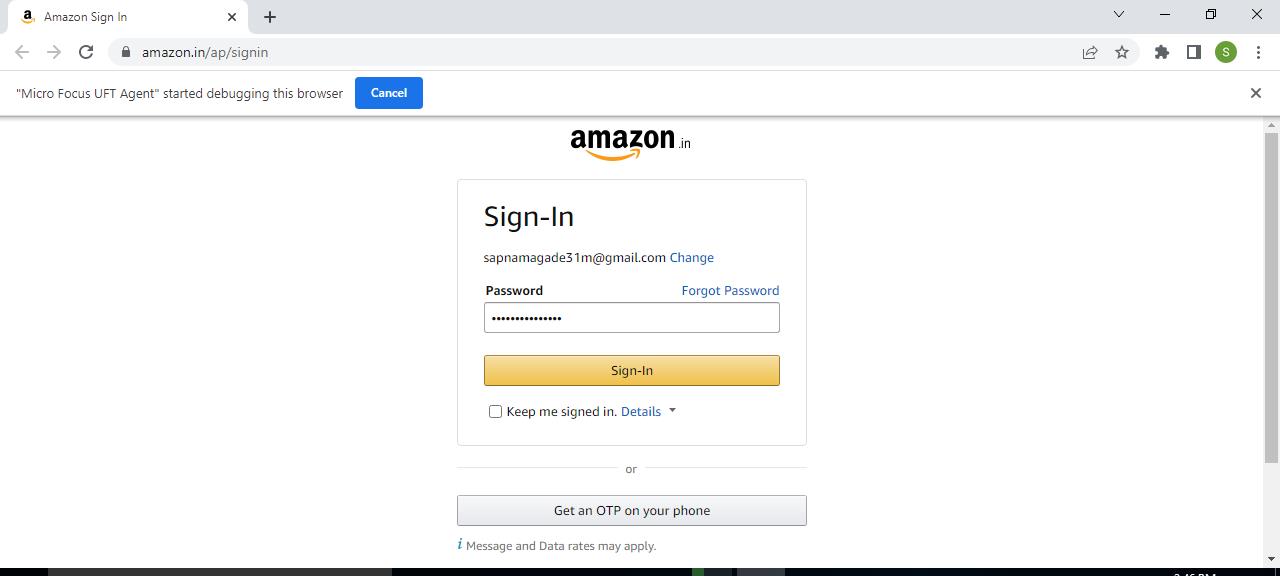 Amazon Sign In
amazon.in/ap/signin
S
"Micro Focus UFT Agent" started debugging this browser Cancel
amazon.in
Sign-In
sapnamagade31m@gmail.com Change
Password Forgot Password
•••••••••••••••
Sign-In
Keep me signed in. Details
or
Get an OTP on your phone
i Message and Data rates may apply.